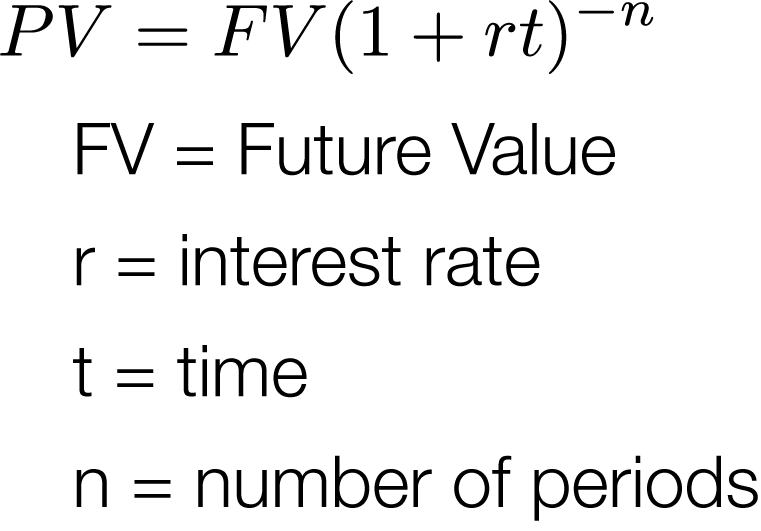 PV = FV(1 + rt)⁻ⁿ
FV = Future Value
r = interest rate
t = time
n = number of periods